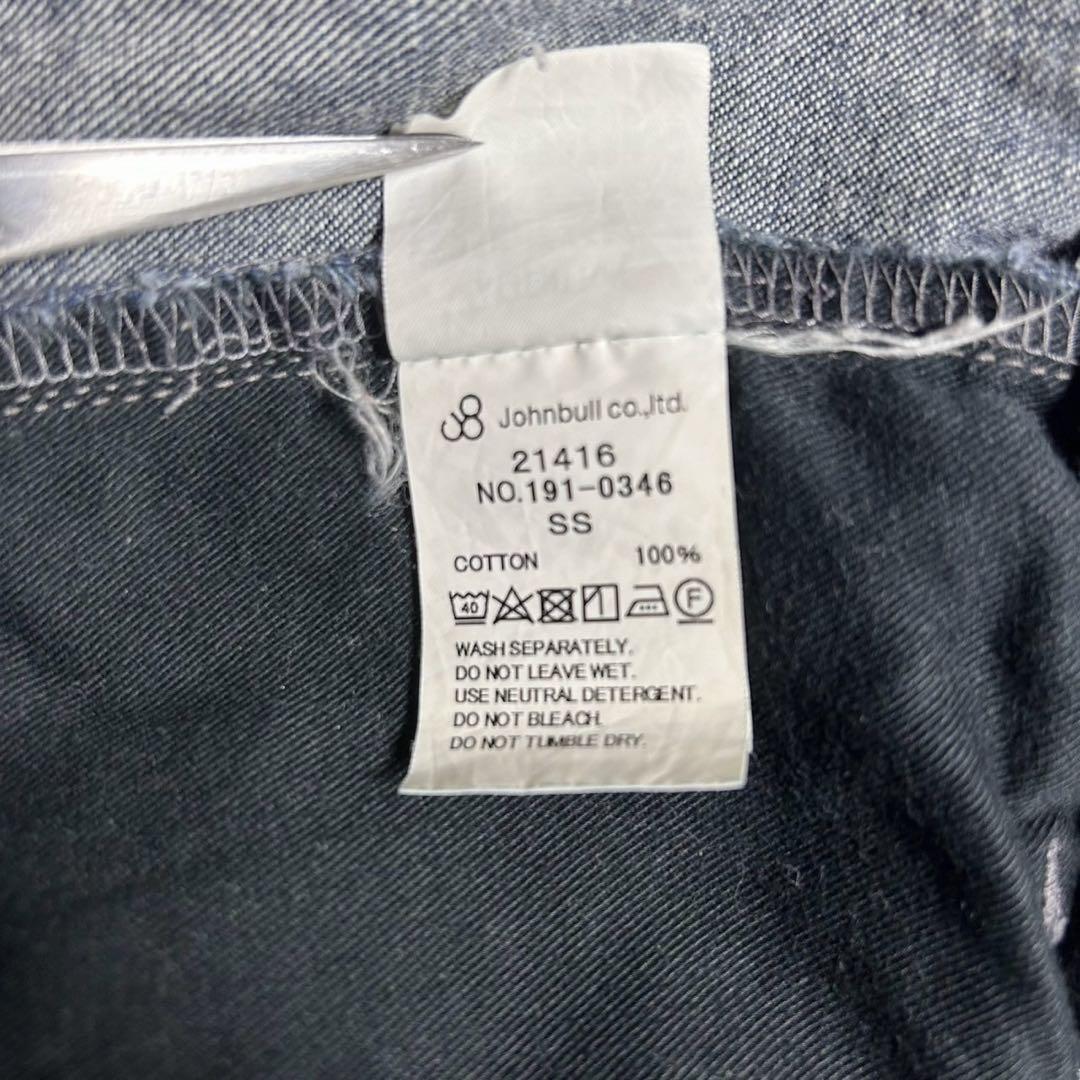 Johnbull co.,ltd.
21416
NO.191-0346
SS
COTTON 100%
40 F
WASH SEPARATELY.
DO NOT LEAVE WET.
USE NEUTRAL DETERGENT.
DO NOT BLEACH.
DO NOT TUMBLE DRY.